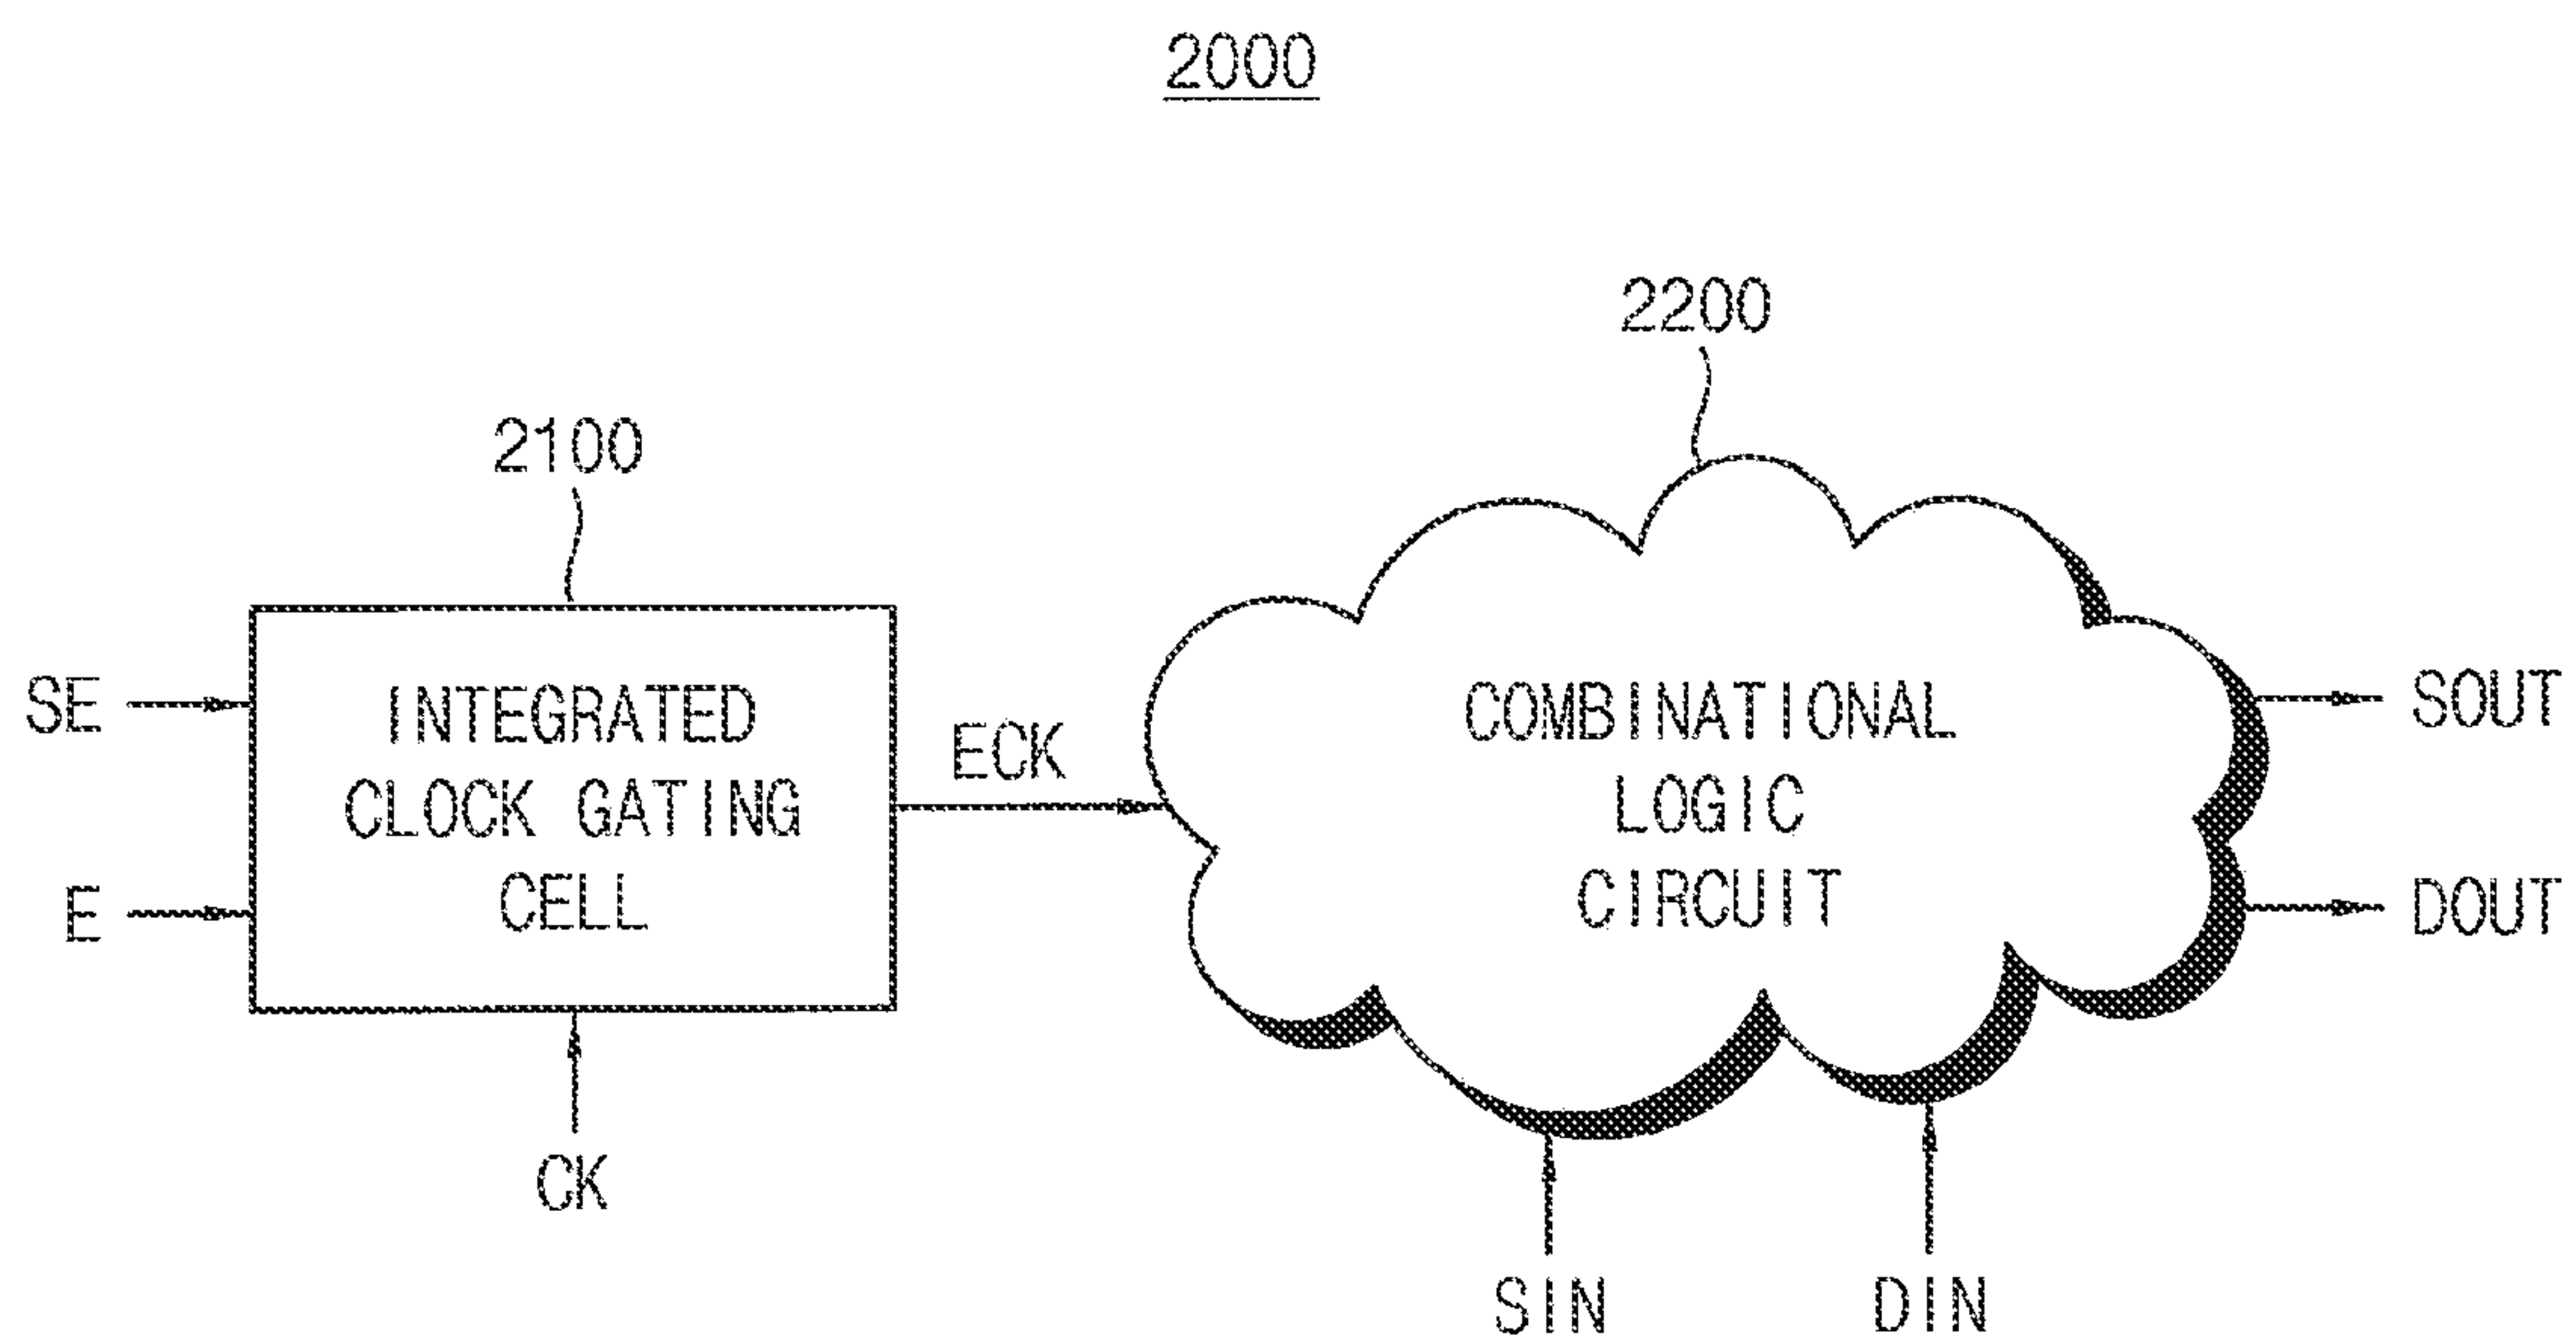 2000
2200
2100
SE
INTEGRATED
CLOCK GATING
CELL
E
CK
ECK
COMBINATIONAL
LOGIC
CIRCUIT
SOUT
DOUT
SIN
DIN